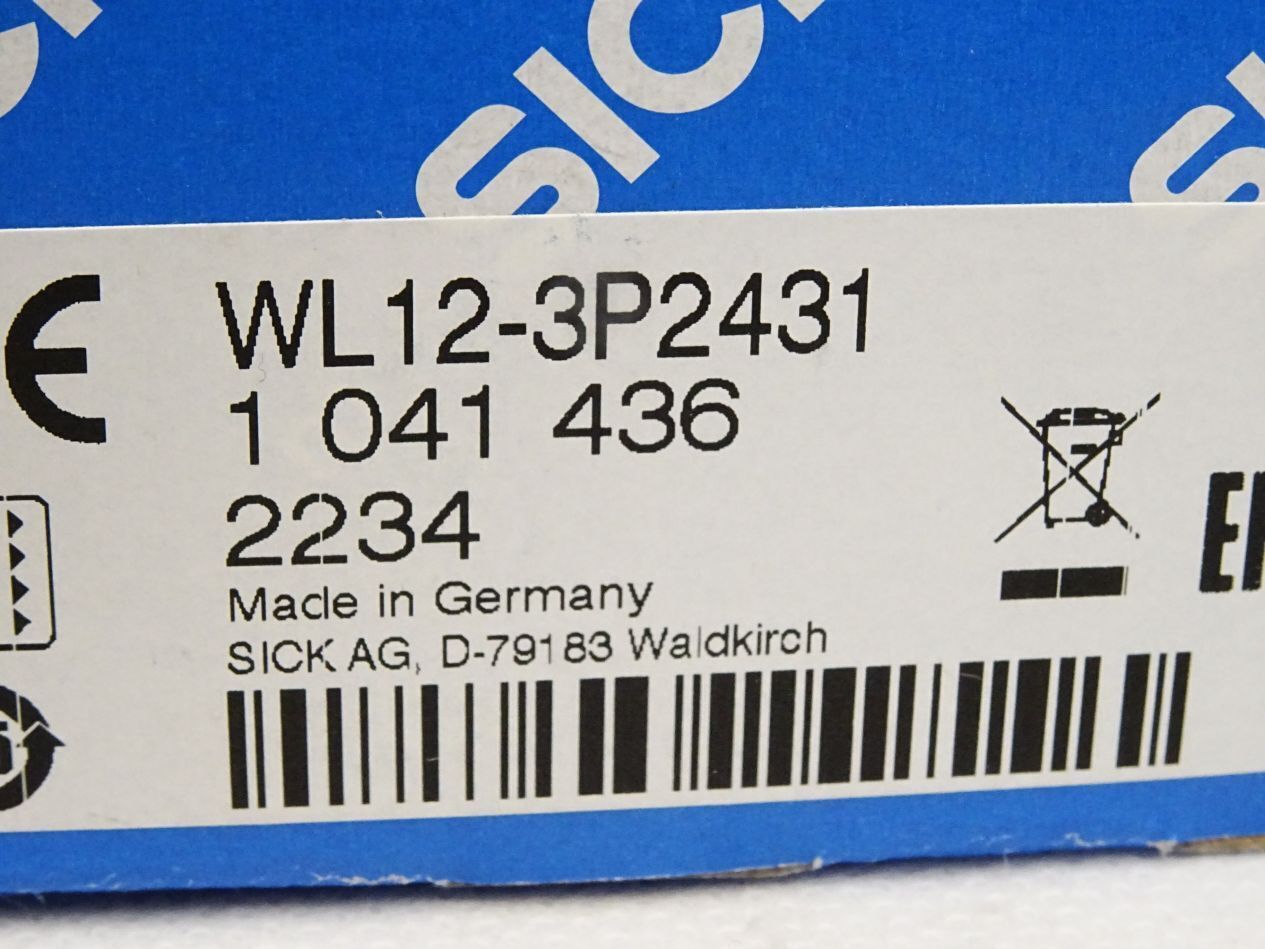 SICK
WL12-3P2431
1 041 436
2234
Made in Germany
SICK AG, D-79183 Waldkirch